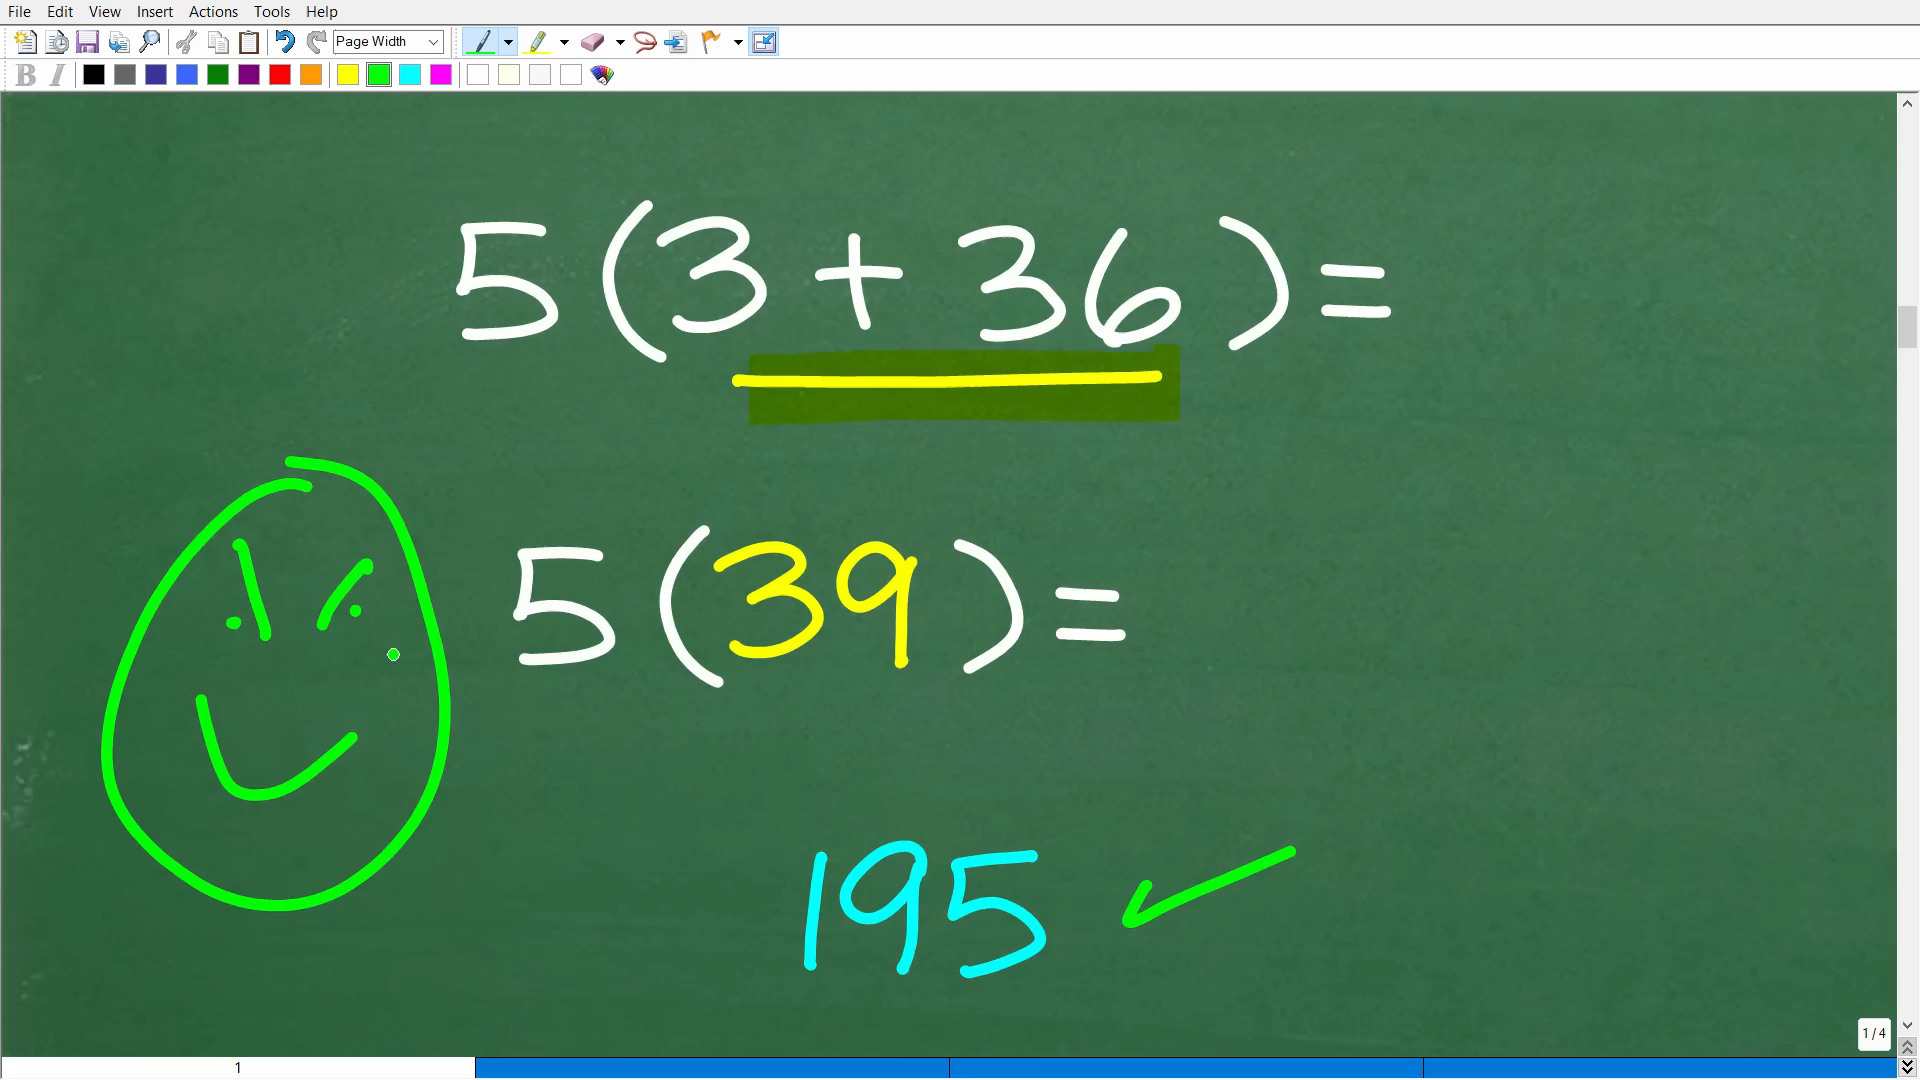 File Edit View Insert Actions Tools Help
Page Width
B I
5(3+36)=
5(39)=
195
1/4
1